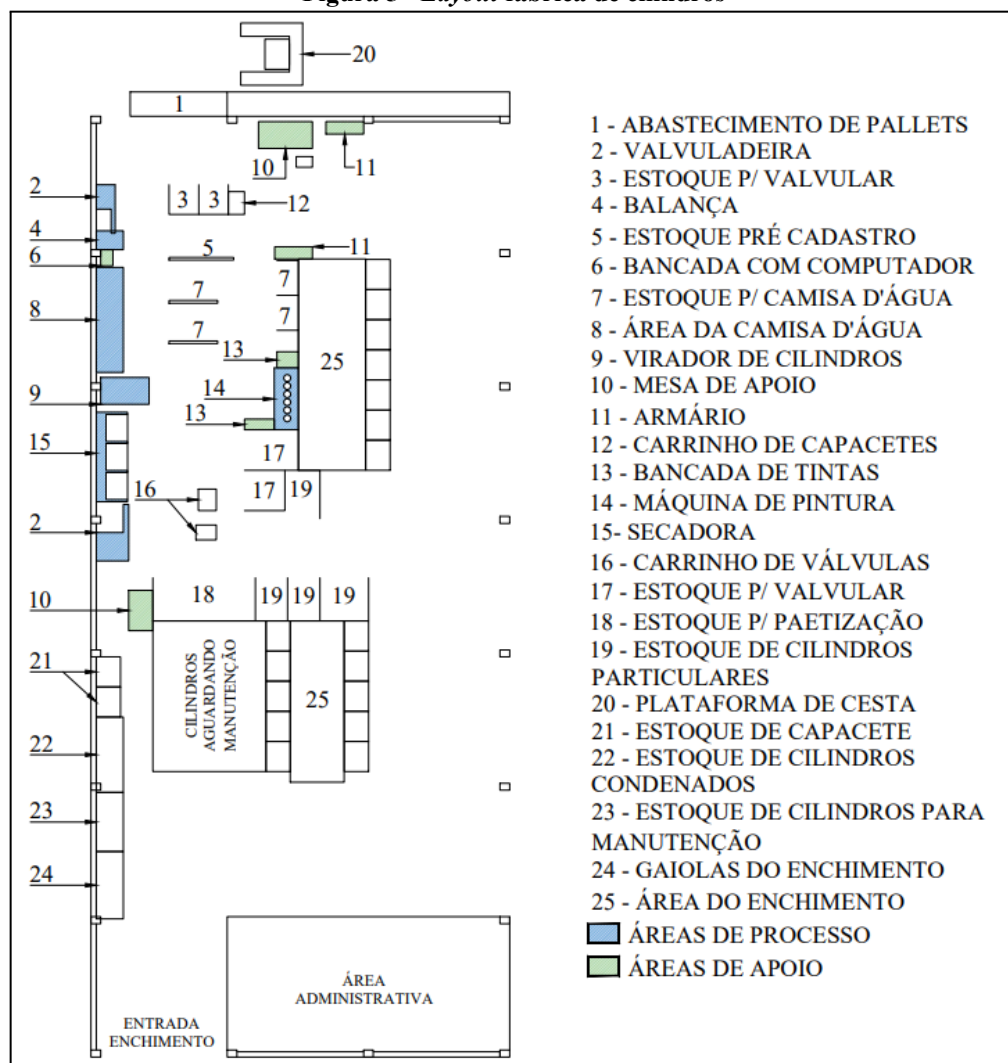 Figura 3 - Layout fábrica de cilindros
20
1
10
11
2
3 3
12
4
5
11
6
7
7
8
7
7
13
25
14
9
13
15
17
16
17 19
2
10
18 19 19 19
CILINDROS
AGUARDANDO
MANUTENÇÃO
21
25
22
23
24
ÁREA
ADMINISTRATIVA
ENTRADA
ENCHIMENTO
1 - ABASTECIMENTO DE PALLETS
2 - VALVULADEIRA
3 - ESTOQUE P/ VALVULAR
4 - BALANÇA
5 - ESTOQUE PRÉ CADASTRO
6 - BANCADA COM COMPUTADOR
7 - ESTOQUE P/ CAMISA D'ÁGUA
8 - ÁREA DA CAMISA D'ÁGUA
9 - VIRADOR DE CILINDROS
10 - MESA DE APOIO
11 - ARMÁRIO
12 - CARRINHO DE CAPACETES
13 - BANCADA DE TINTAS
14 - MÁQUINA DE PINTURA
15- SECADORA
16 - CARRINHO DE VÁLVULAS
17 - ESTOQUE P/ VALVULAR
18 - ESTOQUE P/ PAETIZAÇÃO
19 - ESTOQUE DE CILINDROS
PARTICULARES
20 - PLATAFORMA DE CESTA
21 - ESTOQUE DE CAPACETE
22 - ESTOQUE DE CILINDROS
CONDENADOS
23 - ESTOQUE DE CILINDROS PARA
MANUTENÇÃO
24 - GAIOLAS DO ENCHIMENTO
25 - ÁREA DO ENCHIMENTO
ÁREAS DE PROCESSO
ÁREAS DE APOIO